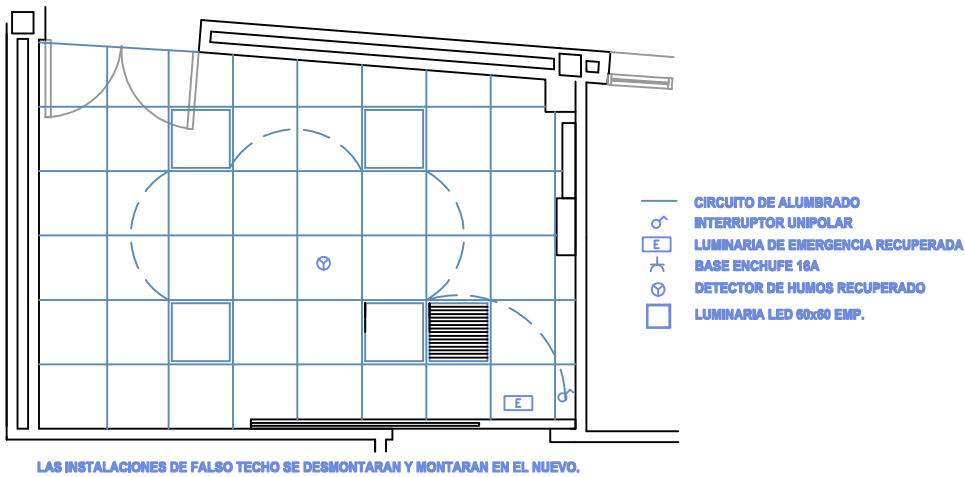 CIRCUITO DE ALUMBRADO
INTERRUPTOR UNIPOLAR
E LUMINARIA DE EMERGENCIA RECUPERADA
BASE ENCHUFE 16A
DETECTOR DE HUMOS RECUPERADO
LUMINARIA LED 60x60 EMP.
E
LAS INSTALACIONES DE FALSO TECHO SE DESMONTARAN Y MONTARAN EN EL NUEVO.